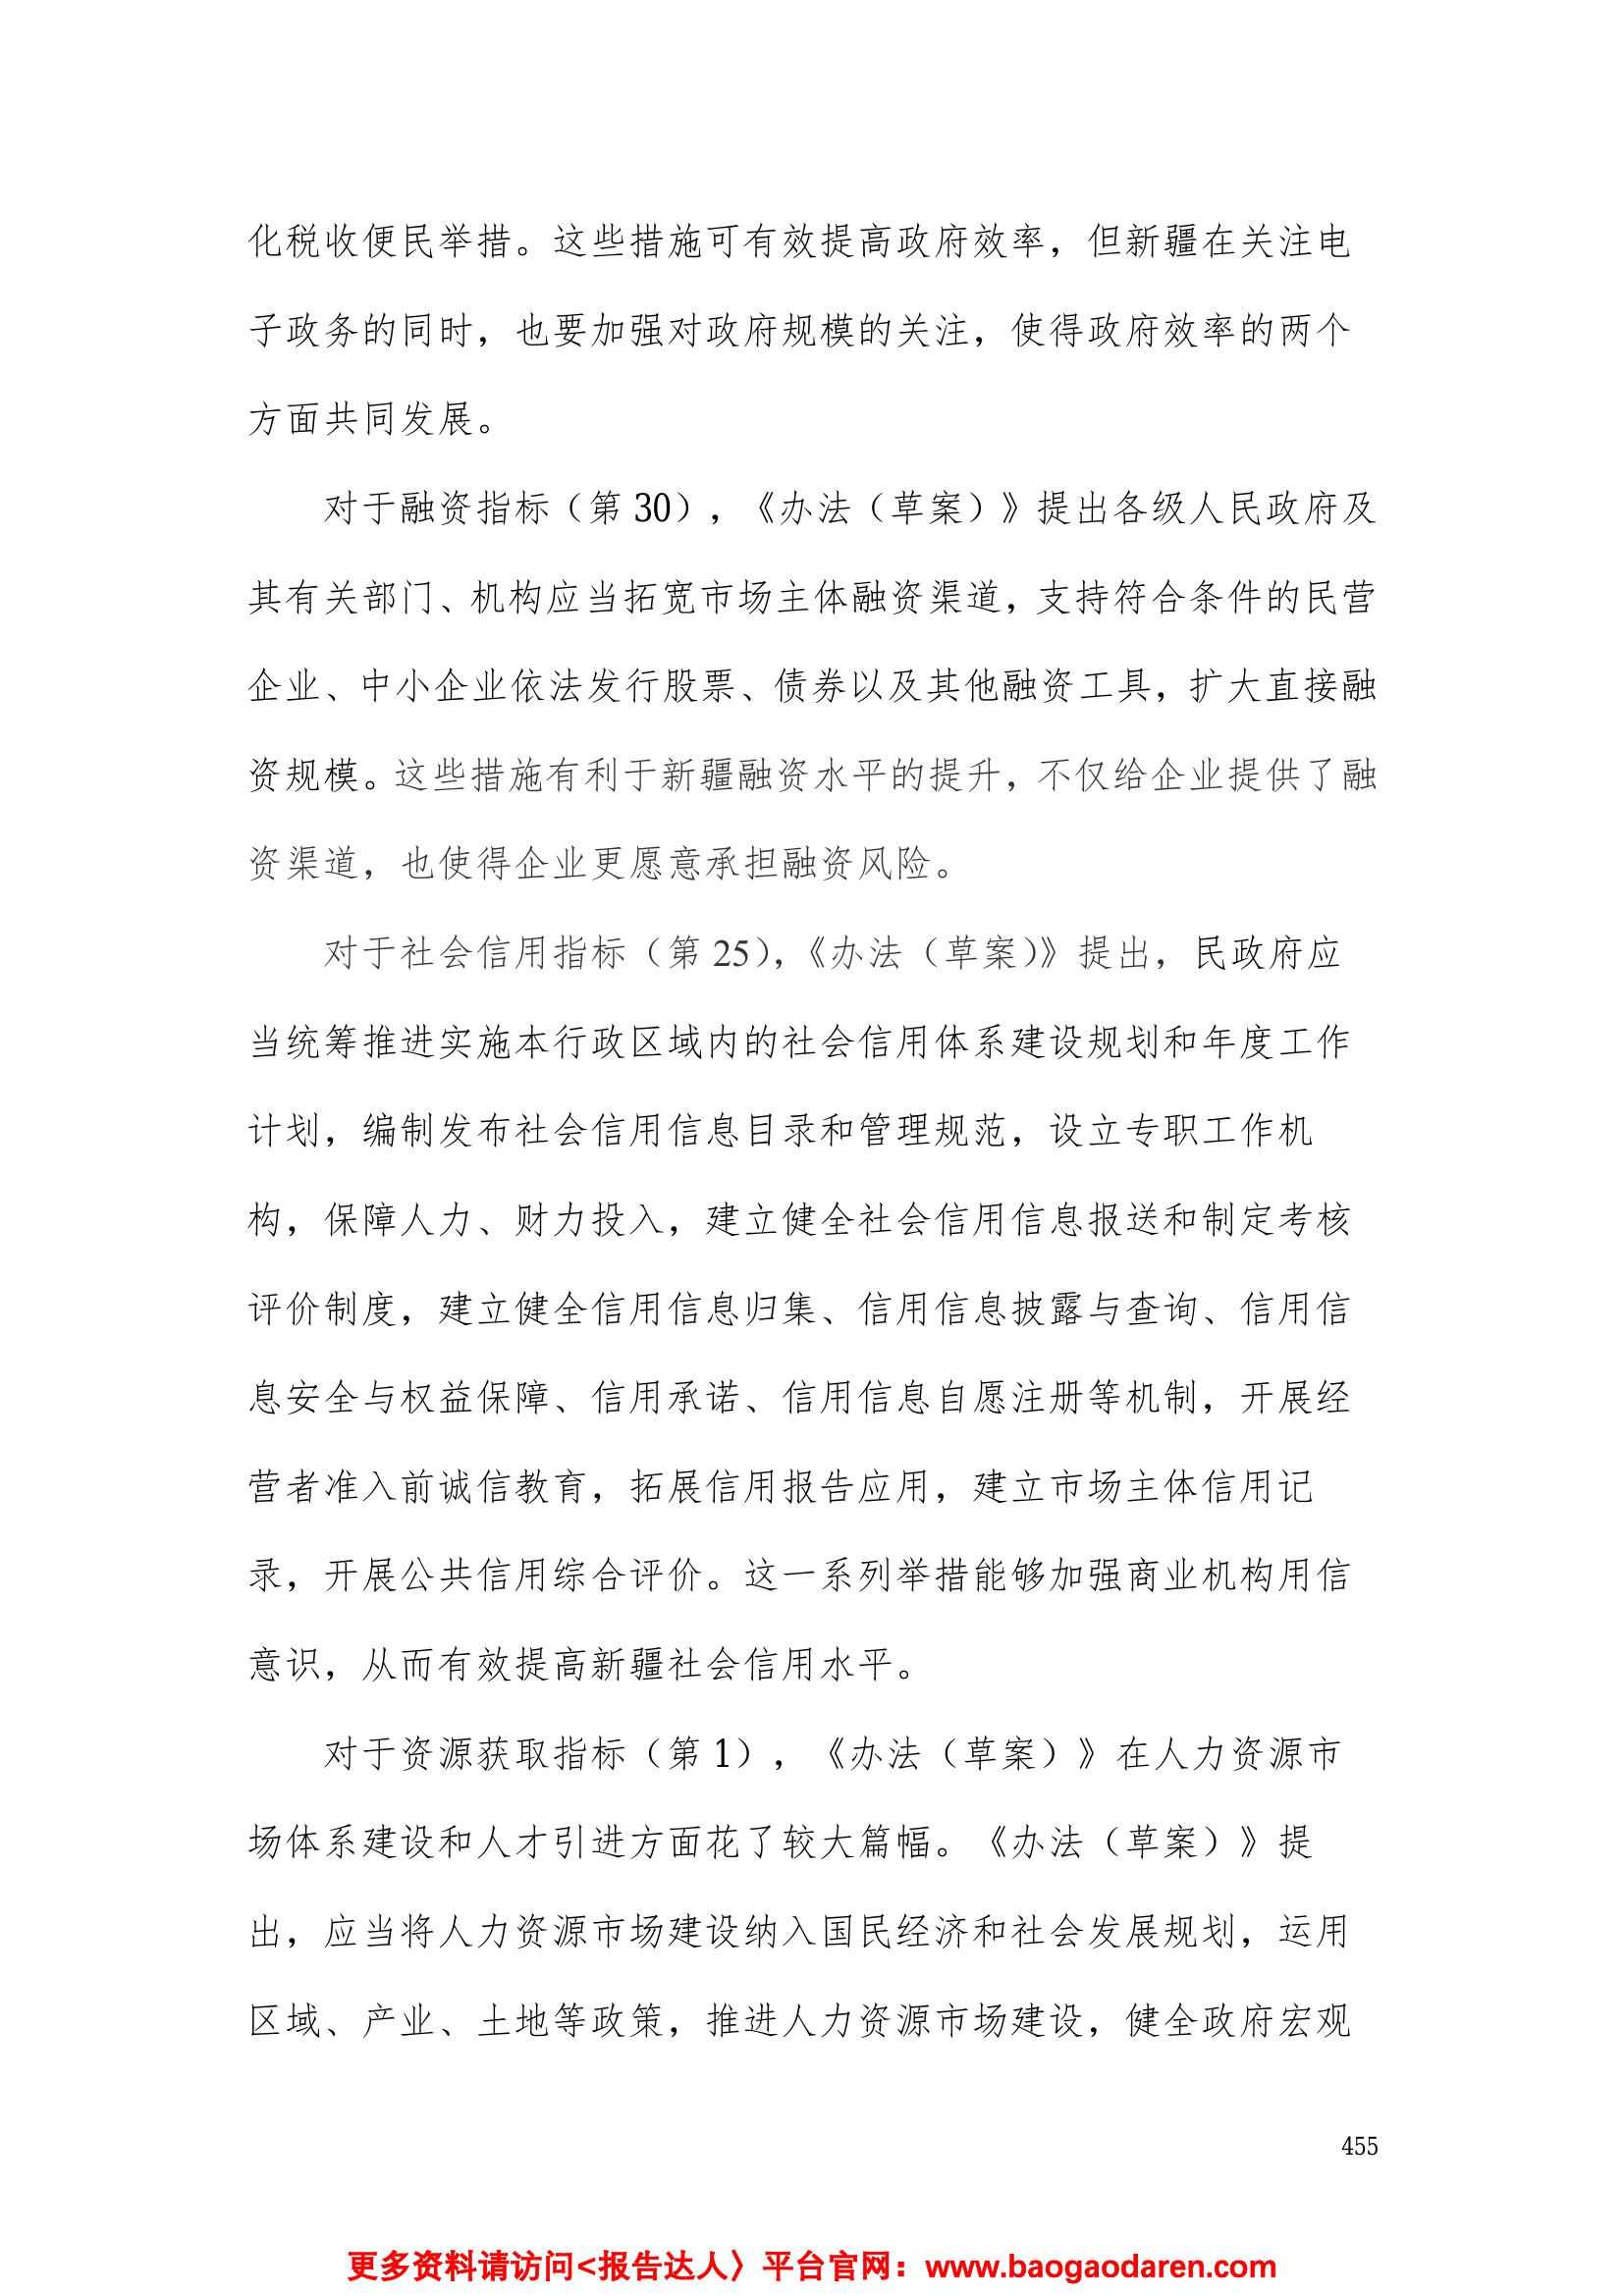 化税收便民举措。这些措施可有效提高政府效率，但新疆在关注电
子政务的同时，也要加强对政府规模的关注，使得政府效率的两个
方面共同发展。
对于融资指标（第 30），《办法（草案）》提出各级人民政府及
其有关部门、机构应当拓宽市场主体融资渠道，支持符合条件的民营
企业、中小企业依法发行股票、债券以及其他融资工具，扩大直接融
资规模。这些措施有利于新疆融资水平的提升，不仅给企业提供了融
资渠道，也使得企业更愿意承担融资风险。
对于社会信用指标（第 25），《办法（草案）》提出，民政府应
当统筹推进实施本行政区域内的社会信用体系建设规划和年度工作
计划，编制发布社会信用信息目录和管理规范，设立专职工作机
构，保障人力、财力投入，建立健全社会信用信息报送和制定考核
评价制度，建立健全信用信息归集、信用信息披露与查询、信用信
息安全与权益保障、信用承诺、信用信息自愿注册等机制，开展经
营者准入前诚信教育，拓展信用报告应用，建立市场主体信用记
录，开展公共信用综合评价。这一系列举措能够加强商业机构用信
意识，从而有效提高新疆社会信用水平。
对于资源获取指标（第 1），《办法（草案）》在人力资源市
场体系建设和人才引进方面花了较大篇幅。《办法（草案）》提
出，应当将人力资源市场建设纳入国民经济和社会发展规划，运用
区域、产业、土地等政策，推进人力资源市场建设，健全政府宏观
455
更多资料请访问<报告达人〉平台官网：www.baogaodaren.com